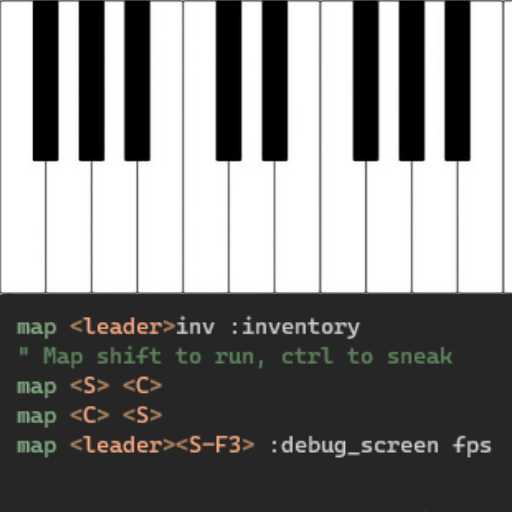 map <leader>inv :inventory
" Map shift to run, ctrl to sneak
map <S> <C>
map <C> <S>
map <leader><S-F3> :debug_screen fps